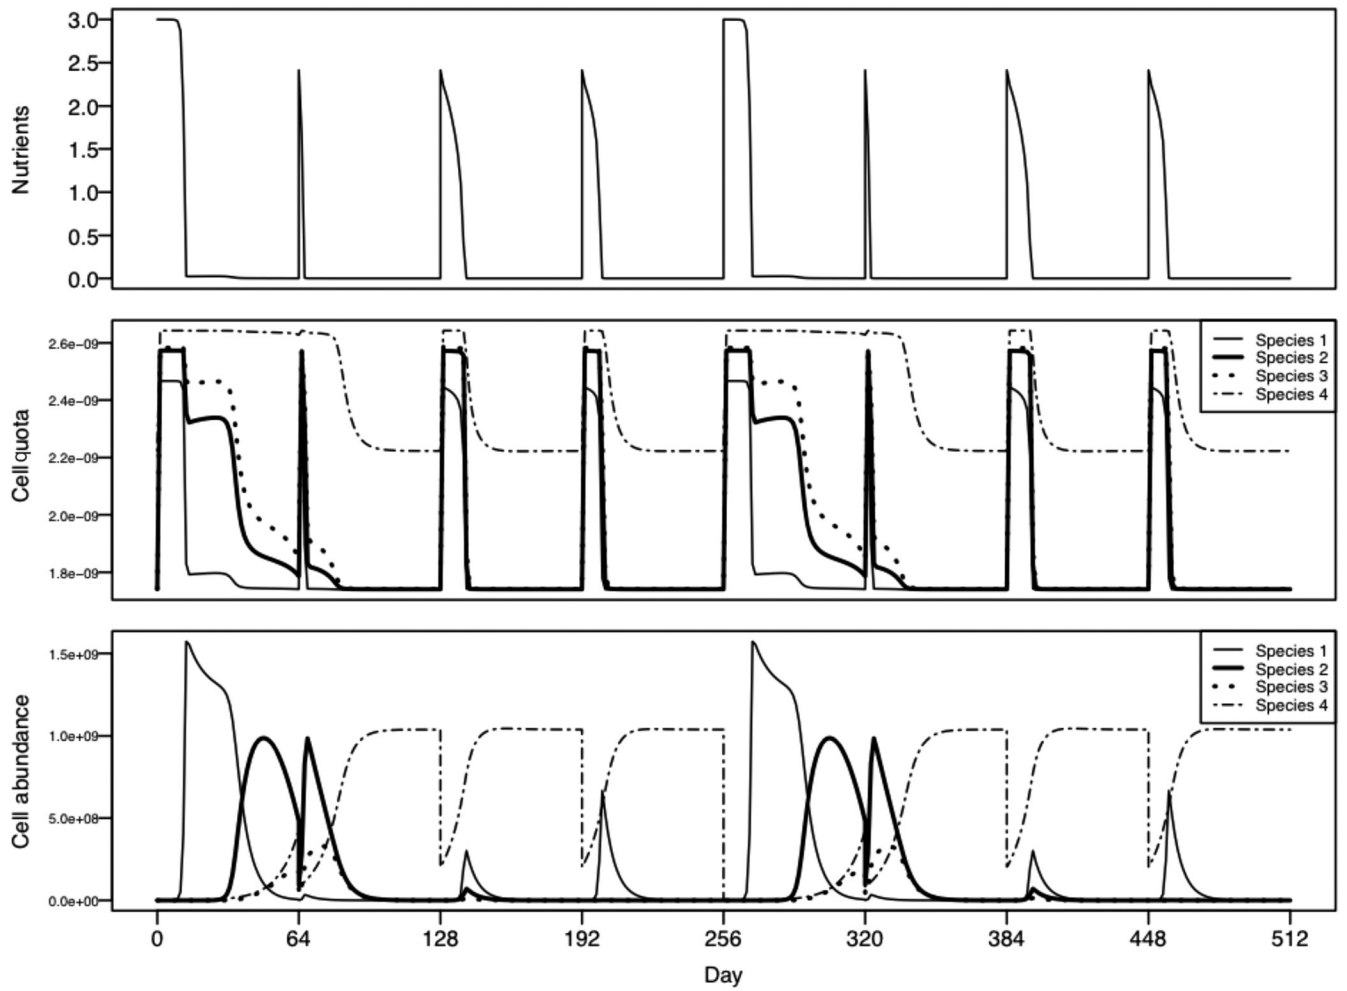 Nutrients
3.0
2.5
2.0
1.5
1.0
0.5
0.0
Cell quota
2.6e−09
2.4e−09
2.2e−09
2.0e−09
1.8e−09
Species 1
Species 2
Species 3
Species 4
Cell abundance
1.5e+09
1.0e+09
5.0e+08
0.0e+00
Species 1
Species 2
Species 3
Species 4
0 64 128 192 256 320 384 448 512
Day